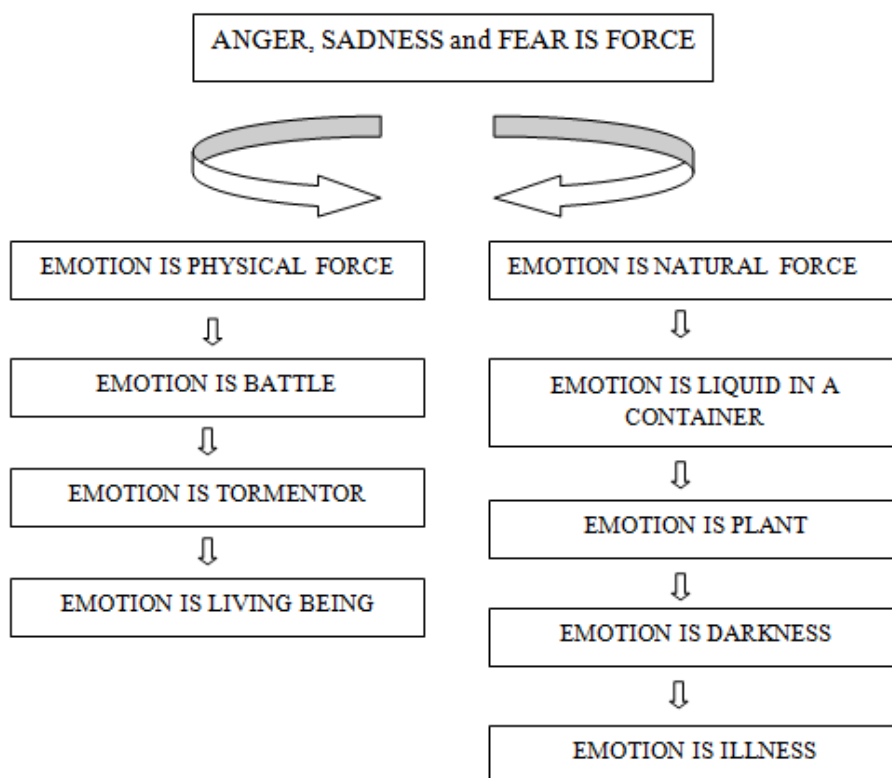 ANGER, SADNESS and FEAR IS FORCE
EMOTION IS PHYSICAL FORCE
EMOTION IS BATTLE
EMOTION IS TORMENTOR
EMOTION IS LIVING BEING
EMOTION IS NATURAL FORCE
EMOTION IS LIQUID IN A
CONTAINER
EMOTION IS PLANT
EMOTION IS DARKNESS
EMOTION IS ILLNESS